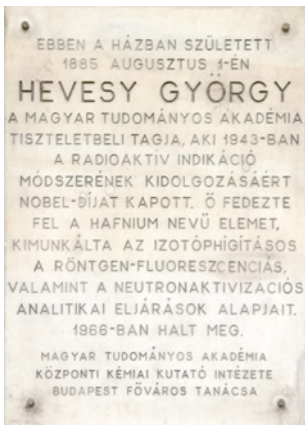 EBBEN A HÁZBAN SZÜLETETT
1885 AUGUSZTUS 1-ÉN
HEVESY GYÖRGY
A MAGYAR TUDOMÁNYOS AKADÉMIA
TISZTELETBELI TAGJA, AKI 1943-BAN
A RADIOAKTÍV INDIKÁCIÓ
MÓDSZERÉNEK KIDOLGOZÁSÁÉRT
NOBEL-DÍJAT KAPOTT. Ő FEDEZTE
FEL A HAFNIUM NEVŰ ELEMET,
KIMUNKÁLTA AZ IZOTÓPHÍGÍTÁSOS
A RÖNTGEN-FLUORESZCENCIÁS,
VALAMINT A NEUTRONAKTIVIZÁCIÓS
ANALITIKAI ELJÁRÁSOK ALAPJAIT.
1966-BAN HALT MEG.
MAGYAR TUDOMÁNYOS AKADÉMIA
KÖZPONTI KÉMIAI KUTATÓ INTÉZETE
BUDAPEST FŐVÁROS TANÁCSA